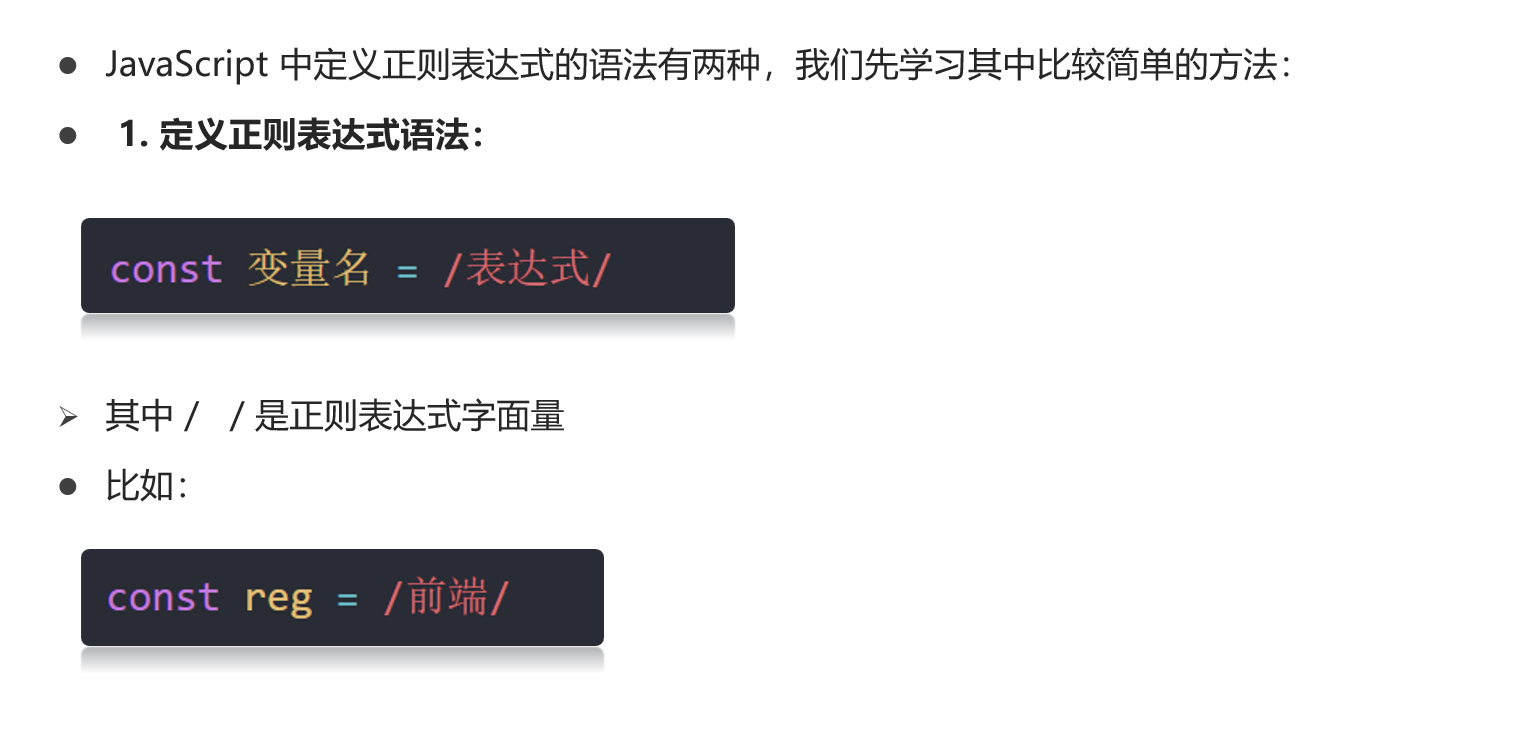 JavaScript 中定义正则表达式的语法有两种，我们先学习其中比较简单的方法：
1. 定义正则表达式语法：
const 变量名 = /表达式/
其中 /   / 是正则表达式字面量
比如：
const reg = /前端/